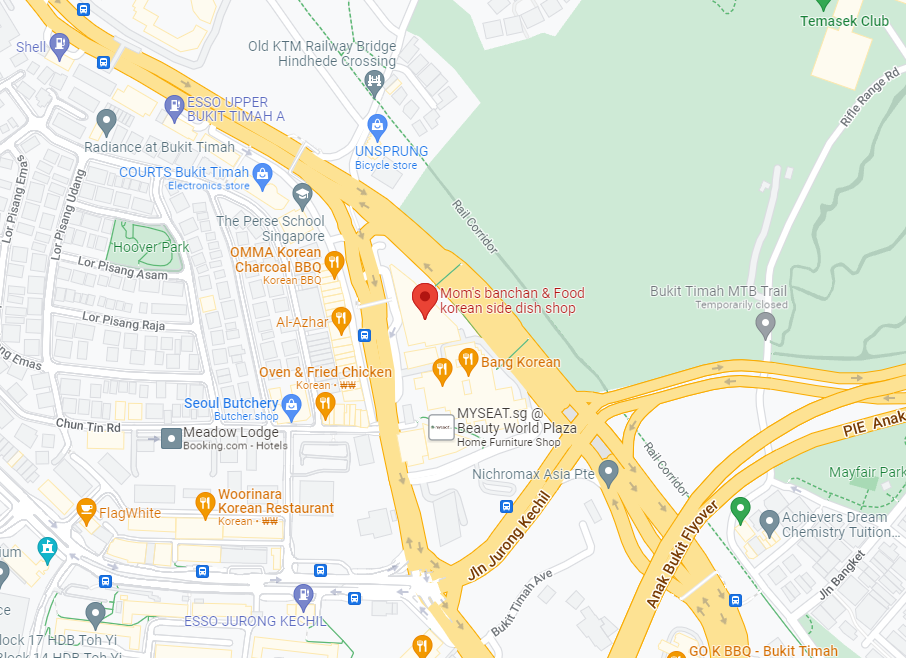 Temasek Club
Shell
Old KTM Railway Bridge
Hindhede Crossing
Rifle Range Rd
ESSO UPPER
BUKIT TIMAH A
Radiance at Bukit Timah
UNSPRUNG
Bicycle store
COURTS Bukit Timah
Electronics store
Lor Pisang Emas
Lor Pisang Udang
The Perse School
Singapore
Rail Corridor
Hoover Park
OMMA Korean
Charcoal BBQ
Korean BBQ
Lor Pisang Asam
Mom's banchan & Food
korean side dish shop
Bukit Timah MTB Trail
Temporarily closed
Al-Azhar
Lor Pisang Raja
ng Emas
Bang Korean
Oven & Fried Chicken
Korean · ₩₩
Seoul Butchery
Butcher shop
MYSEAT.sg @
Beauty World Plaza
Home Furniture Shop
Chun Tin Rd
Meadow Lodge
Booking.com - Hotels
PIE Anak
Rail Corridor
Nichromax Asia Pte
Mayfair Park
Woorinara
Korean Restaurant
Korean · ₩₩
FlagWhite
Jln Jurong Kechil
Anak Bukit Flyover
Achievers Dream
Chemistry Tuition...
ium
Jln Bangket
Bukit Timah Ave
ESSO JURONG KECHIL
ce
lock 17 HDB Toh Yi
Block 14 HDB Toh Yi
GO K BBQ - Bukit Timah